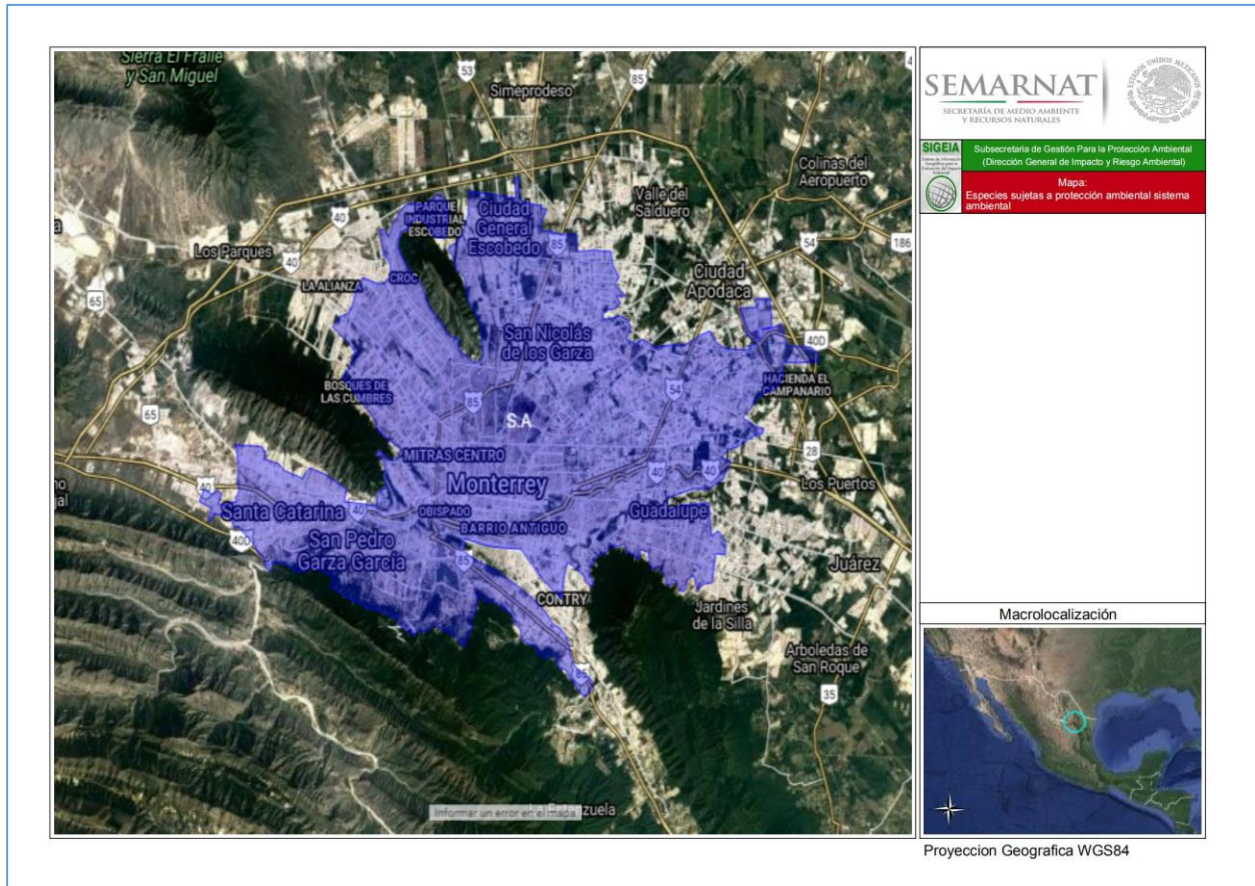 Sierra El Fraile
y San Miguel
53
85
Simeprodeso
Colinas del
Aeropuerto
Valle del
Salduero
PARQUE
INDUSTRIAL
ESCOBEDO
Ciudad
General
Escobedo
40
85
54
186
Los Parques
40
CROC
LA ALIANZA
Ciudad
Apodaca
65
San Nicolás
de los Garza
40D
BOSQUES DE
LAS CUMBRES
54
HACIENDA EL
CAMPANARIO
65
85
S.A
MITRAS CENTRO
28
40
40
Monterrey
Los Puertos
40
Santa Catarina
40
OBISPADO
Guadalupe
BARRIO ANTIGUO
40D
San Pedro
Garza García
85
Juárez
CONTRY
Jardines
de la Silla
Arboledas de
San Roque
35
Informar un error en el mapa
SEMARNAT
SECRETARÍA DE MEDIO AMBIENTE
Y RECURSOS NATURALES
ESTADOS UNIDOS MEXICANOS
SIGEIA
Subsecretaria de Gestión Para la Protección Ambiental
(Dirección General de Impacto y Riesgo Ambiental)
Mapa:
Especies sujetas a protección ambiental sistema
ambiental
Macrolocalización
Proyeccion Geografica WGS84